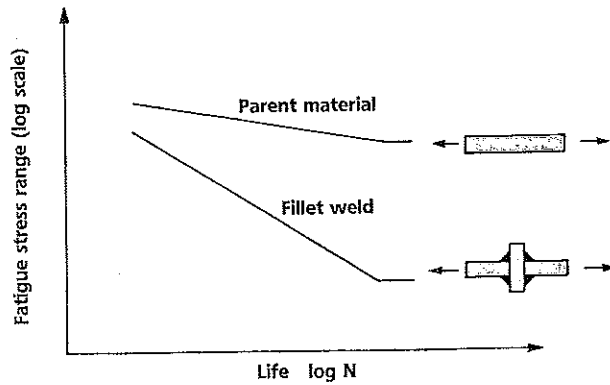 Fatigue stress range (log scale)
Parent material
Fillet weld
Life log N